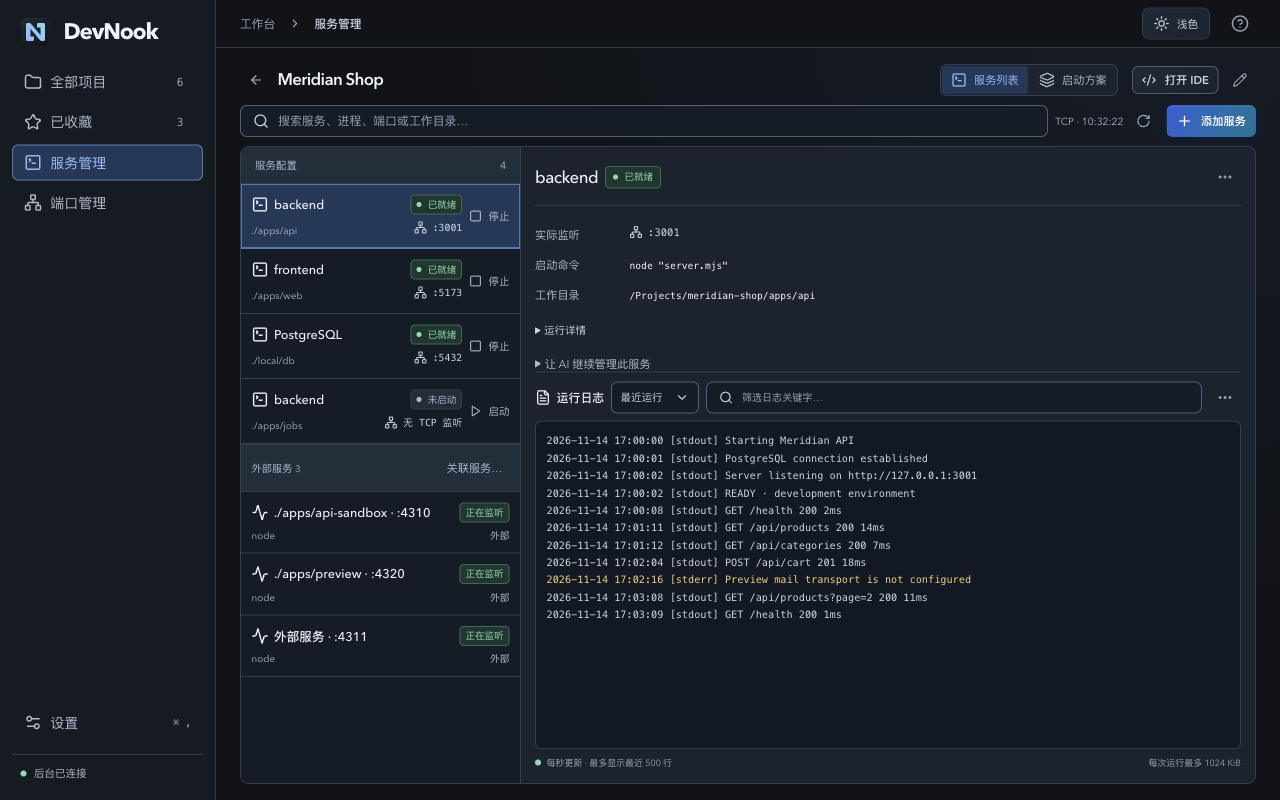 DevNook
全部项目 6
已收藏 3
服务管理
端口管理
设置 ⌘ ,
后台已连接
工作台 > 服务管理
浅色
Meridian Shop
服务列表
启动方案
打开 IDE
搜索服务、进程、端口或工作目录…
TCP · 10:32:22
添加服务
服务配置 4
backend 已就绪
./apps/api :3001 停止
frontend 已就绪
./apps/web :5173 停止
PostgreSQL 已就绪
./local/db :5432 停止
backend 未启动
./apps/jobs 无 TCP 监听 启动
外部服务 3 关联服务…
./apps/api-sandbox · :4310 正在监听
node 外部
./apps/preview · :4320 正在监听
node 外部
外部服务 · :4311 正在监听
node 外部
backend 已就绪
实际监听 :3001
启动命令 node "server.mjs"
工作目录 /Projects/meridian-shop/apps/api
运行详情
让 AI 继续管理此服务
运行日志 最近运行 筛选日志关键字…
2026-11-14 17:00:00 [stdout] Starting Meridian API
2026-11-14 17:00:01 [stdout] PostgreSQL connection established
2026-11-14 17:00:02 [stdout] Server listening on http://127.0.0.1:3001
2026-11-14 17:00:02 [stdout] READY · development environment
2026-11-14 17:00:08 [stdout] GET /health 200 2ms
2026-11-14 17:01:11 [stdout] GET /api/products 200 14ms
2026-11-14 17:01:12 [stdout] GET /api/categories 200 7ms
2026-11-14 17:02:04 [stdout] POST /api/cart 201 18ms
2026-11-14 17:02:16 [stderr] Preview mail transport is not configured
2026-11-14 17:03:08 [stdout] GET /api/products?page=2 200 11ms
2026-11-14 17:03:09 [stdout] GET /health 200 1ms
每秒更新 · 最多显示最近 500 行
每次运行最多 1024 KiB